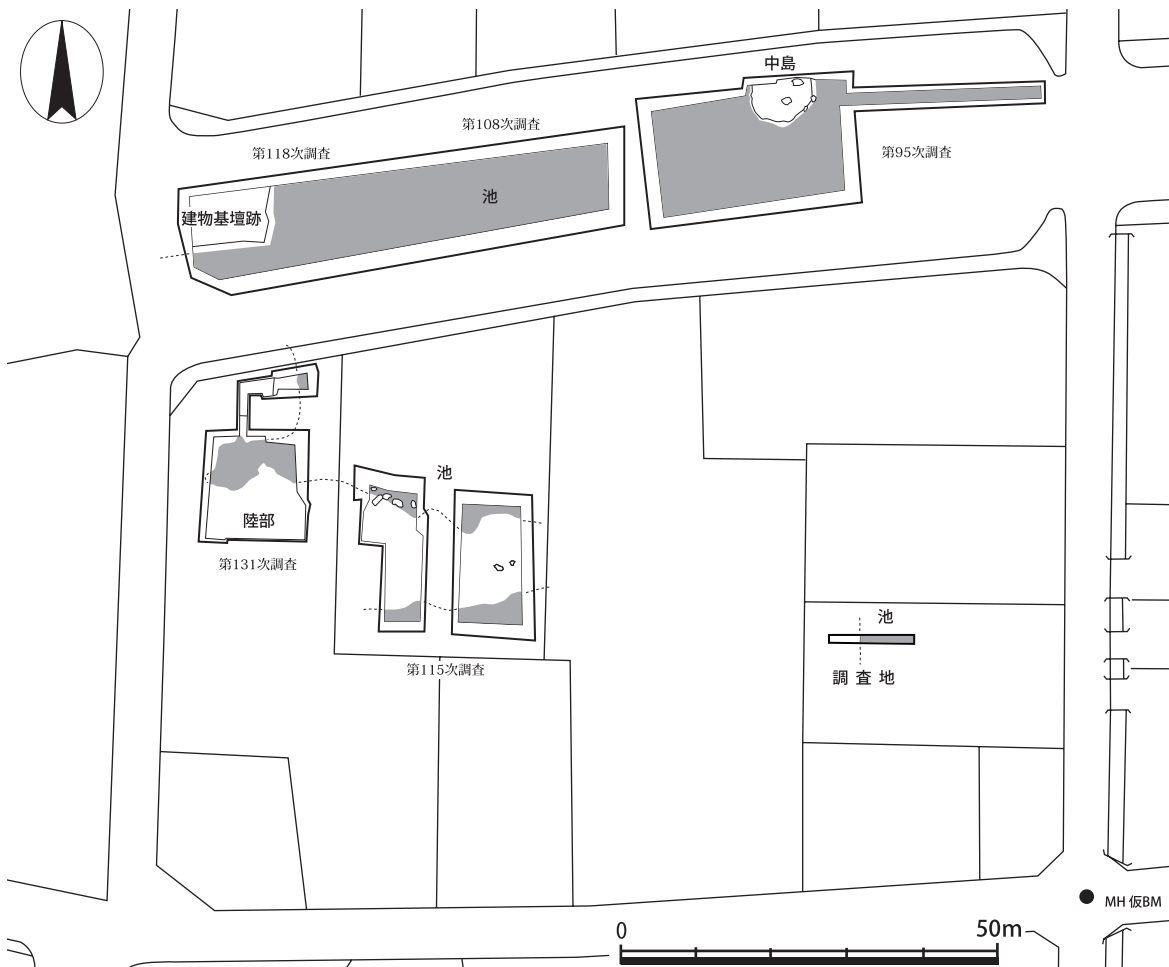 中島
第108次調査
第118次調査
第95次調査
池
建物基壇跡
池
陸部
第131次調査
池
第115次調査
調査地
MH 仮BM
0
50m